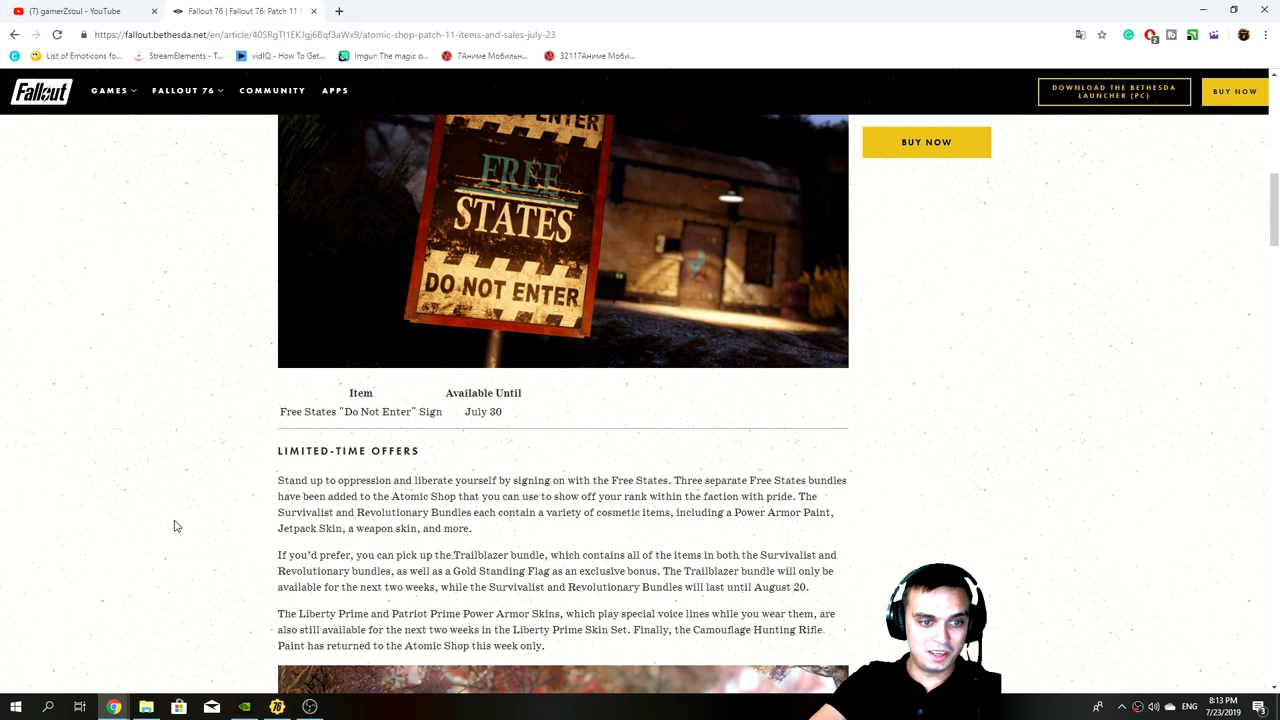 (7) gamerZsoul - YouTube
Fallout 76 | Fallout 76: Patch 11
https://fallout.bethesda.net/en/article/40SRgTl1EKJgj6Bqf3aWx9/atomic-shop-patch-11-items-and-sales-july-23
List of Emoticons fo... StreamElements - T... vidIQ - How To Get... Imgur: The magic o... 7Аниме Мобильн... 32117Аниме Моби...
Fallout GAMES FALLOUT 76 COMMUNITY APPS
DOWNLOAD THE BETHESDA
LAUNCHER (PC)
BUY NOW
BUY NOW
ENTER
FREE
STATES
DO NOT ENTER
Item Available Until
Free States "Do Not Enter" Sign July 30
LIMITED-TIME OFFERS
Stand up to oppression and liberate yourself by signing on with the Free States. Three separate Free States bundles
have been added to the Atomic Shop that you can use to show off your rank within the faction with pride. The
Survivalist and Revolutionary Bundles each contain a variety of cosmetic items, including a Power Armor Paint,
Jetpack Skin, a weapon skin, and more.
If you'd prefer, you can pick up the Trailblazer bundle, which contains all of the items in both the Survivalist and
Revolutionary bundles, as well as a Gold Standing Flag as an exclusive bonus. The Trailblazer bundle will only be
available for the next two weeks, while the Survivalist and Revolutionary Bundles will last until August 20.
The Liberty Prime and Patriot Prime Power Armor Skins, which play special voice lines while you wear them, are
also still available for the next two weeks in the Liberty Prime Skin Set. Finally, the Camouflage Hunting Rifle
Paint has returned to the Atomic Shop this week only.
76
ENG
8:13 PM
7/23/2019
3